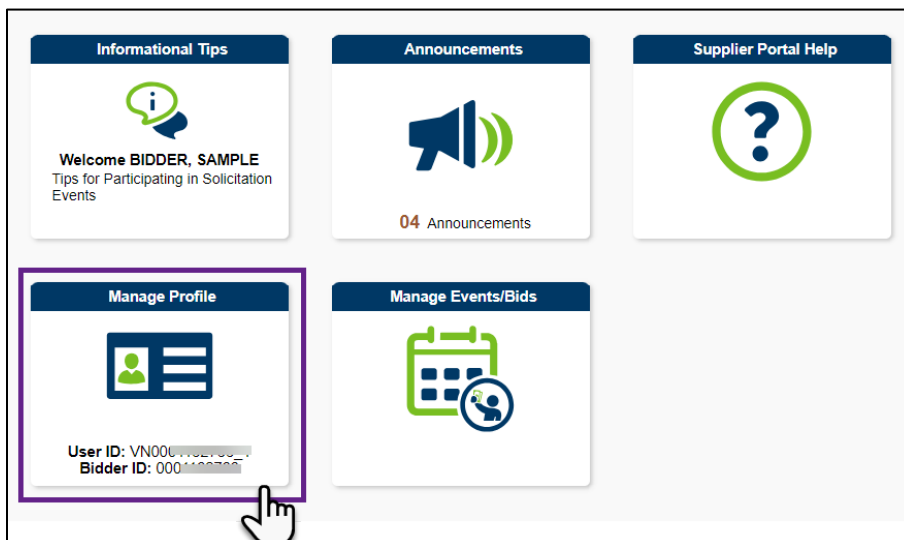 Informational Tips
Welcome BIDDER, SAMPLE
Tips for Participating in Solicitation
Events
Announcements
04 Announcements
Supplier Portal Help
?
Manage Profile
User ID:
Bidder ID:
Manage Events/Bids